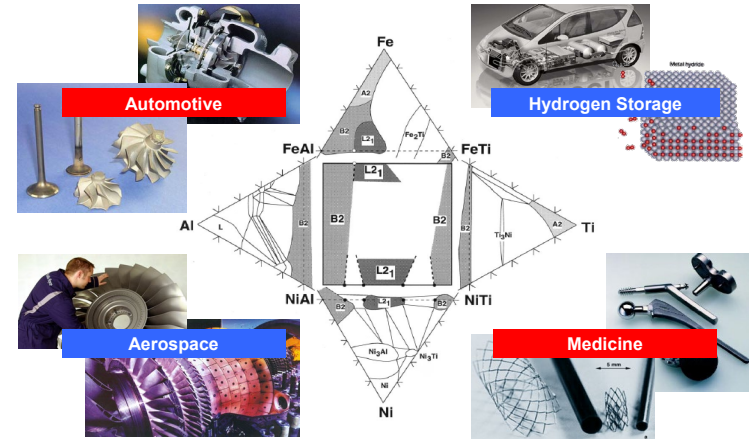 Fe
Metal hydride
Automotive
Hydrogen Storage
A2
B2
L2₁
Fe₂Ti
FeAl
FeTi
B2
L2₁
B2
B2
Al
L
B2
B2
Ti₃Ni
A2
Ti
L2₁
NiAl
NiTi
B2
L2₁
B2
Aerospace
Medicine
Ni₃Al
Ni₃Ti
5 mm
Ni
Ni